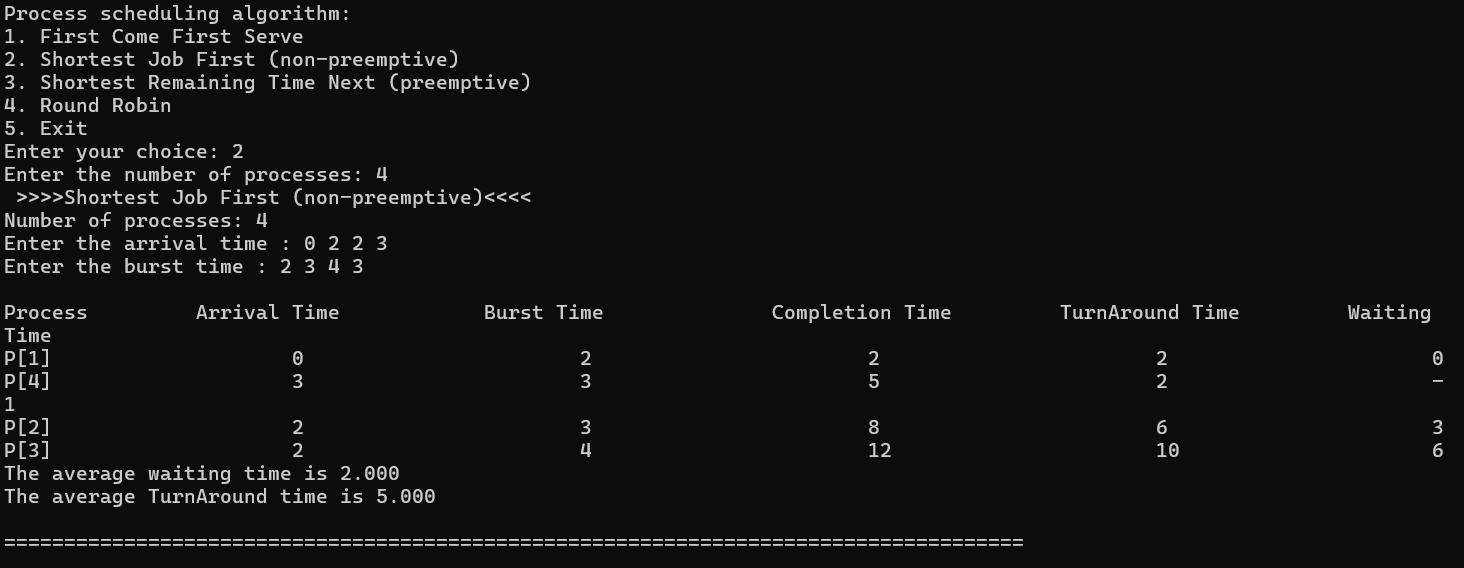 Process scheduling algorithm:
1. First Come First Serve
2. Shortest Job First (non-preemptive)
3. Shortest Remaining Time Next (preemptive)
4. Round Robin
5. Exit
Enter your choice: 2
Enter the number of processes: 4
 >>>>Shortest Job First (non-preemptive)<<<<
Number of processes: 4
Enter the arrival time : 0 2 2 3
Enter the burst time : 2 3 4 3

Process         Arrival Time            Burst Time              Completion Time         TurnAround Time         Waiting
Time
P[1]                    0                       2                       2                       2                      0
P[4]                    3                       3                       5                       2                      -
1
P[2]                    2                       3                       8                       6                      3
P[3]                    2                       4                       12                      10                     6
The average waiting time is 2.000
The average TurnAround time is 5.000

=====================================================================================